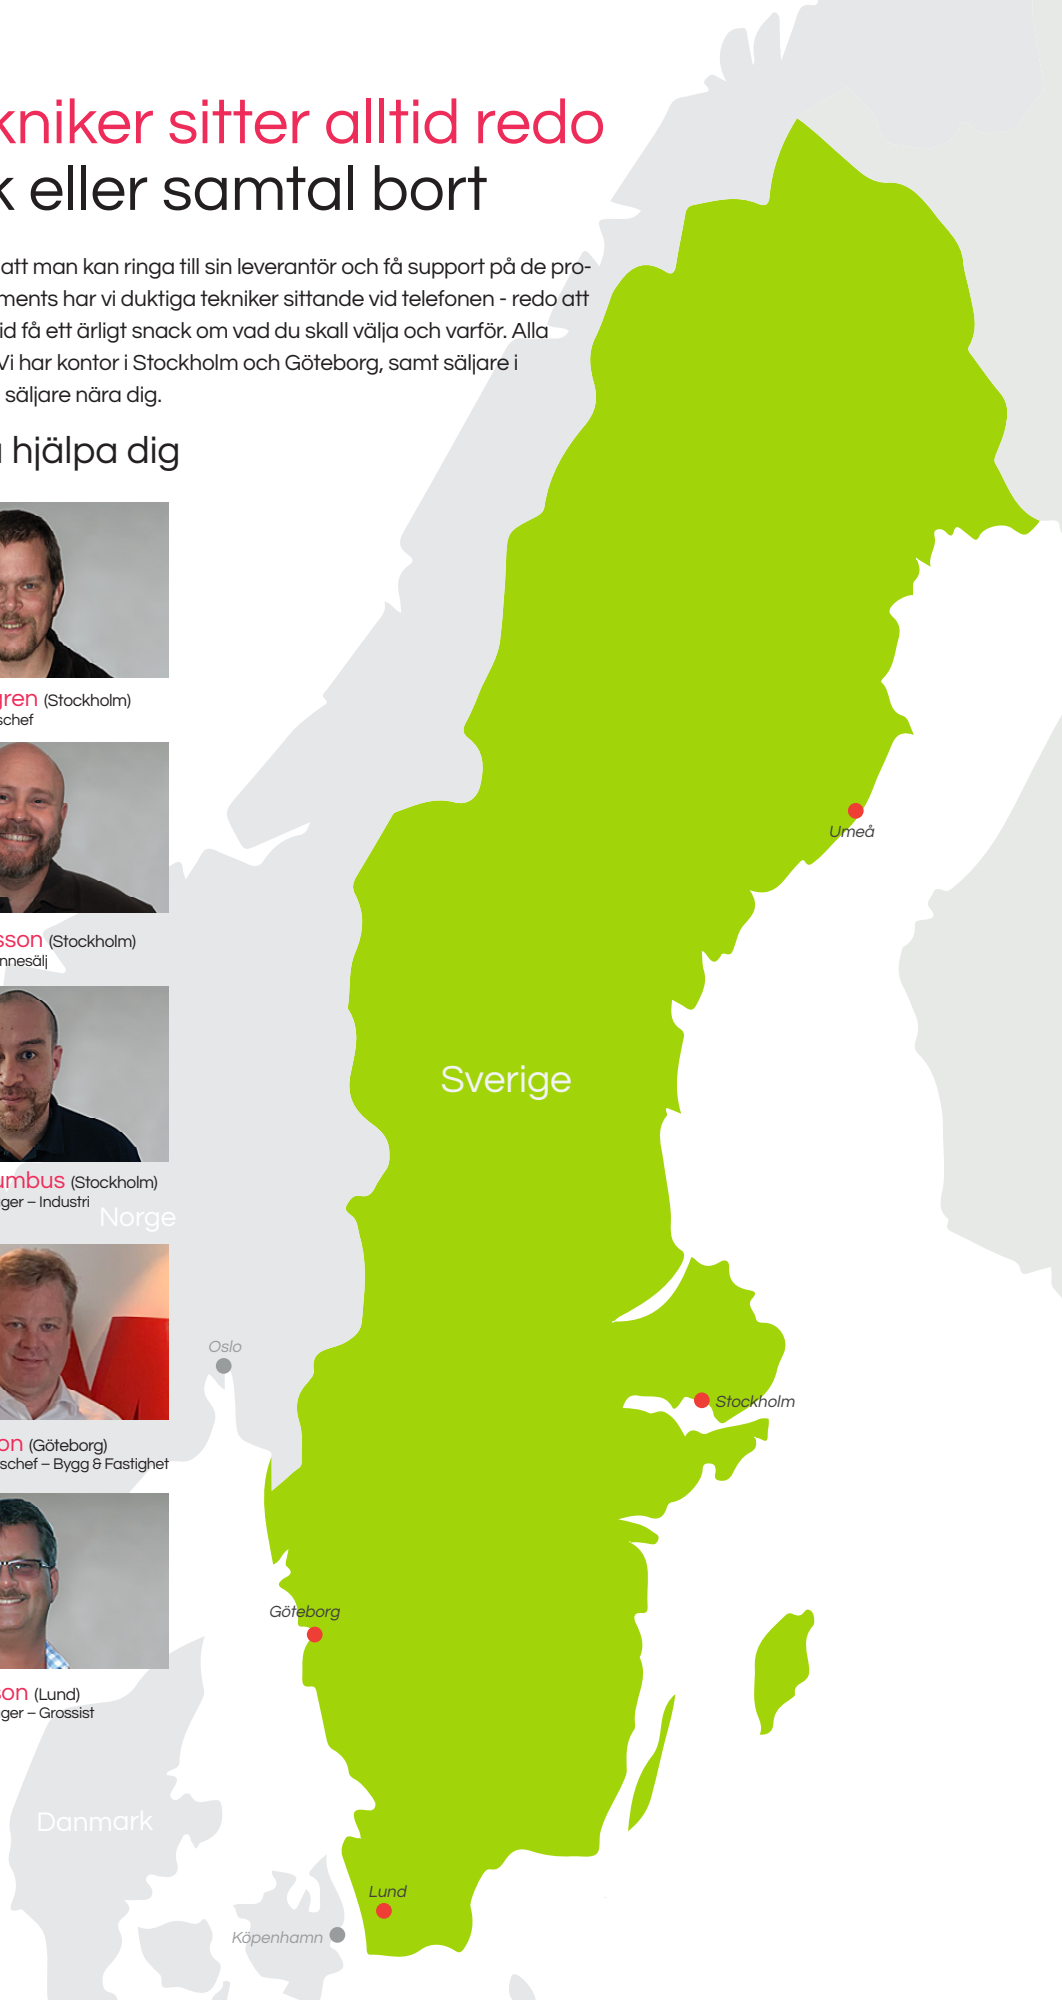 kniker sitter alltid redo
k eller samtal bort
att man kan ringa till sin leverantör och få support på de pro-
ments har vi duktiga tekniker sittande vid telefonen - redo att
id få ett ärligt snack om vad du skall välja och varför. Alla
Vi har kontor i Stockholm och Göteborg, samt säljare i
säljare nära dig.
hjälpa dig
gren (Stockholm)
schef
sson (Stockholm)
nnesälj
umbus (Stockholm)
ger – Industri
Norge
on (Göteborg)
schef – Bygg & Fastighet
son (Lund)
ger – Grossist
Umeå
Sverige
Oslo
Stockholm
Göteborg
Danmark
Lund
Köpenhamn